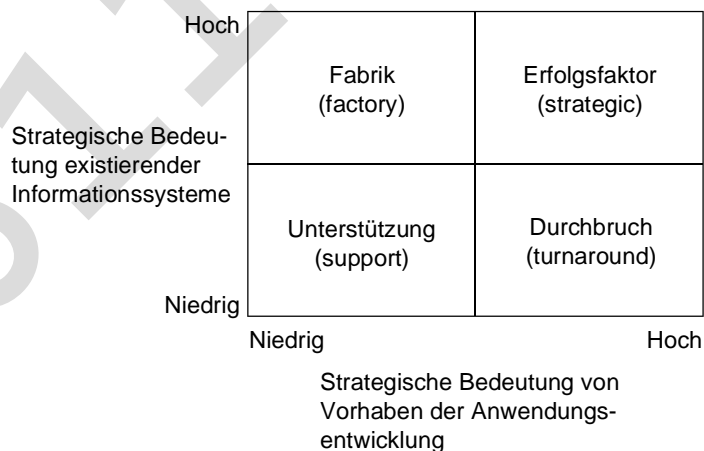 Hoch
Fabrik
(factory)
Erfolgsfaktor
(strategic)
Strategische Bedeu-
tung existierender
Informationssysteme
Unterstützung
(support)
Durchbruch
(turnaround)
Niedrig
Niedrig
Hoch
Strategische Bedeutung von
Vorhaben der Anwendungs-
entwicklung